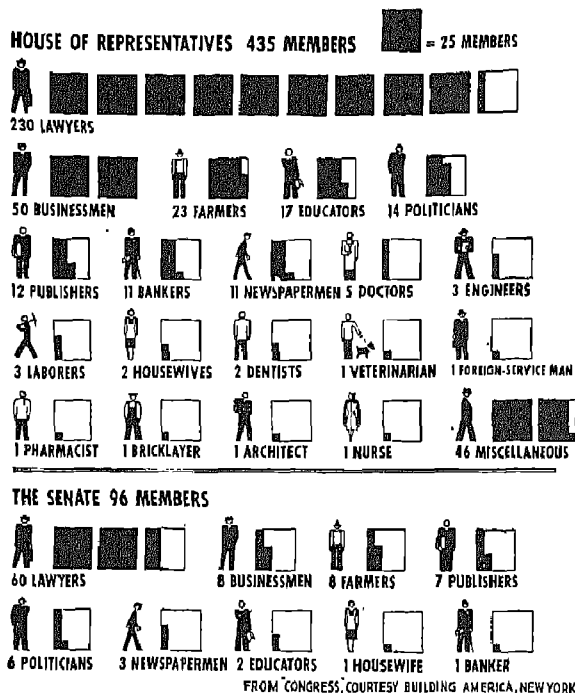 HOUSE OF REPRESENTATIVES 435 MEMBERS = 25 MEMBERS
230 LAWYERS
50 BUSINESSMEN 23 FARMERS 17 EDUCATORS 14 POLITICIANS
12 PUBLISHERS 11 BANKERS 11 NEWSPAPERMEN 5 DOCTORS 3 ENGINEERS
3 LABORERS 2 HOUSEWIVES 2 DENTISTS 1 VETERINARIAN 1 FOREIGN-SERVICE MAN
1 PHARMACIST 1 BRICKLAYER 1 ARCHITECT 1 NURSE 46 MISCELLANEOUS
THE SENATE 96 MEMBERS
60 LAWYERS 8 BUSINESSMEN 8 FARMERS 7 PUBLISHERS
6 POLITICIANS 3 NEWSPAPERMEN 2 EDUCATORS 1 HOUSEWIFE 1 BANKER
FROM "CONGRESS," COURTESY BUILDING AMERICA, NEW YORK